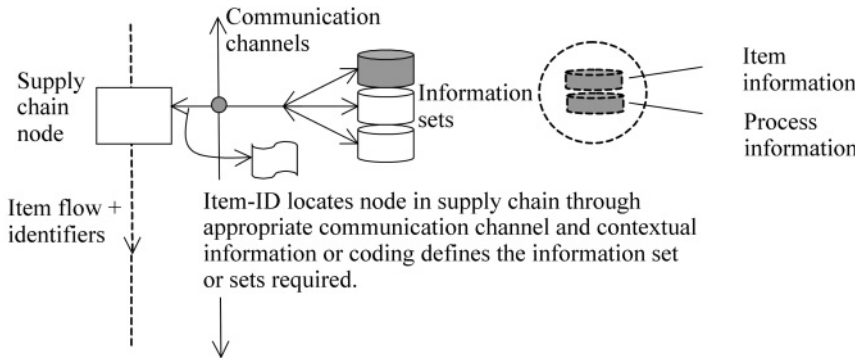 Communication
channels
Supply
chain
node
Information
sets
Item
information
Process
information
Item flow +
identifiers
Item-ID locates node in supply chain through
appropriate communication channel and contextual
information or coding defines the information set
or sets required.